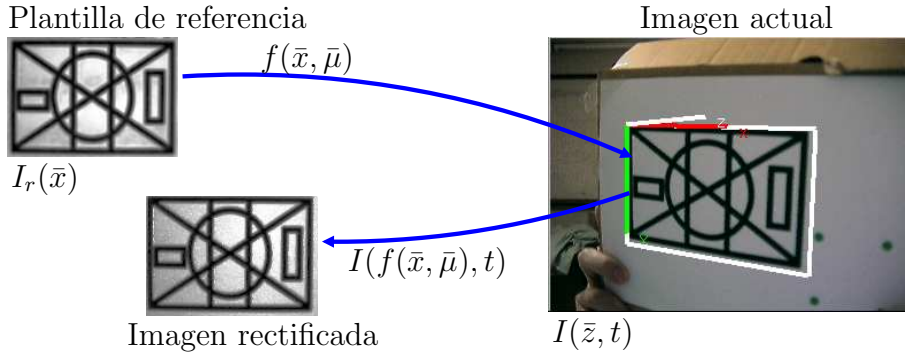 Plantilla de referencia
Imagen actual
f(x̄, μ̄)
Z
X
I_r(x̄)
Y
I(f(x̄, μ̄), t)
Imagen rectificada
I(z̄, t)